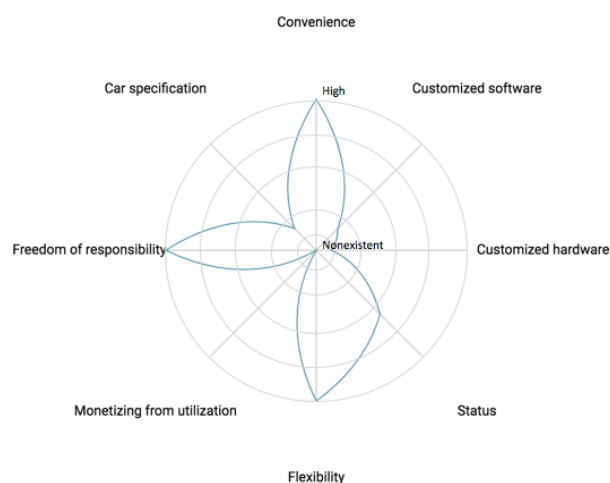 Convenience
Car specification
Customized software
High
Freedom of responsibility
Nonexistent
Customized hardware
Monetizing from utilization
Status
Flexibility